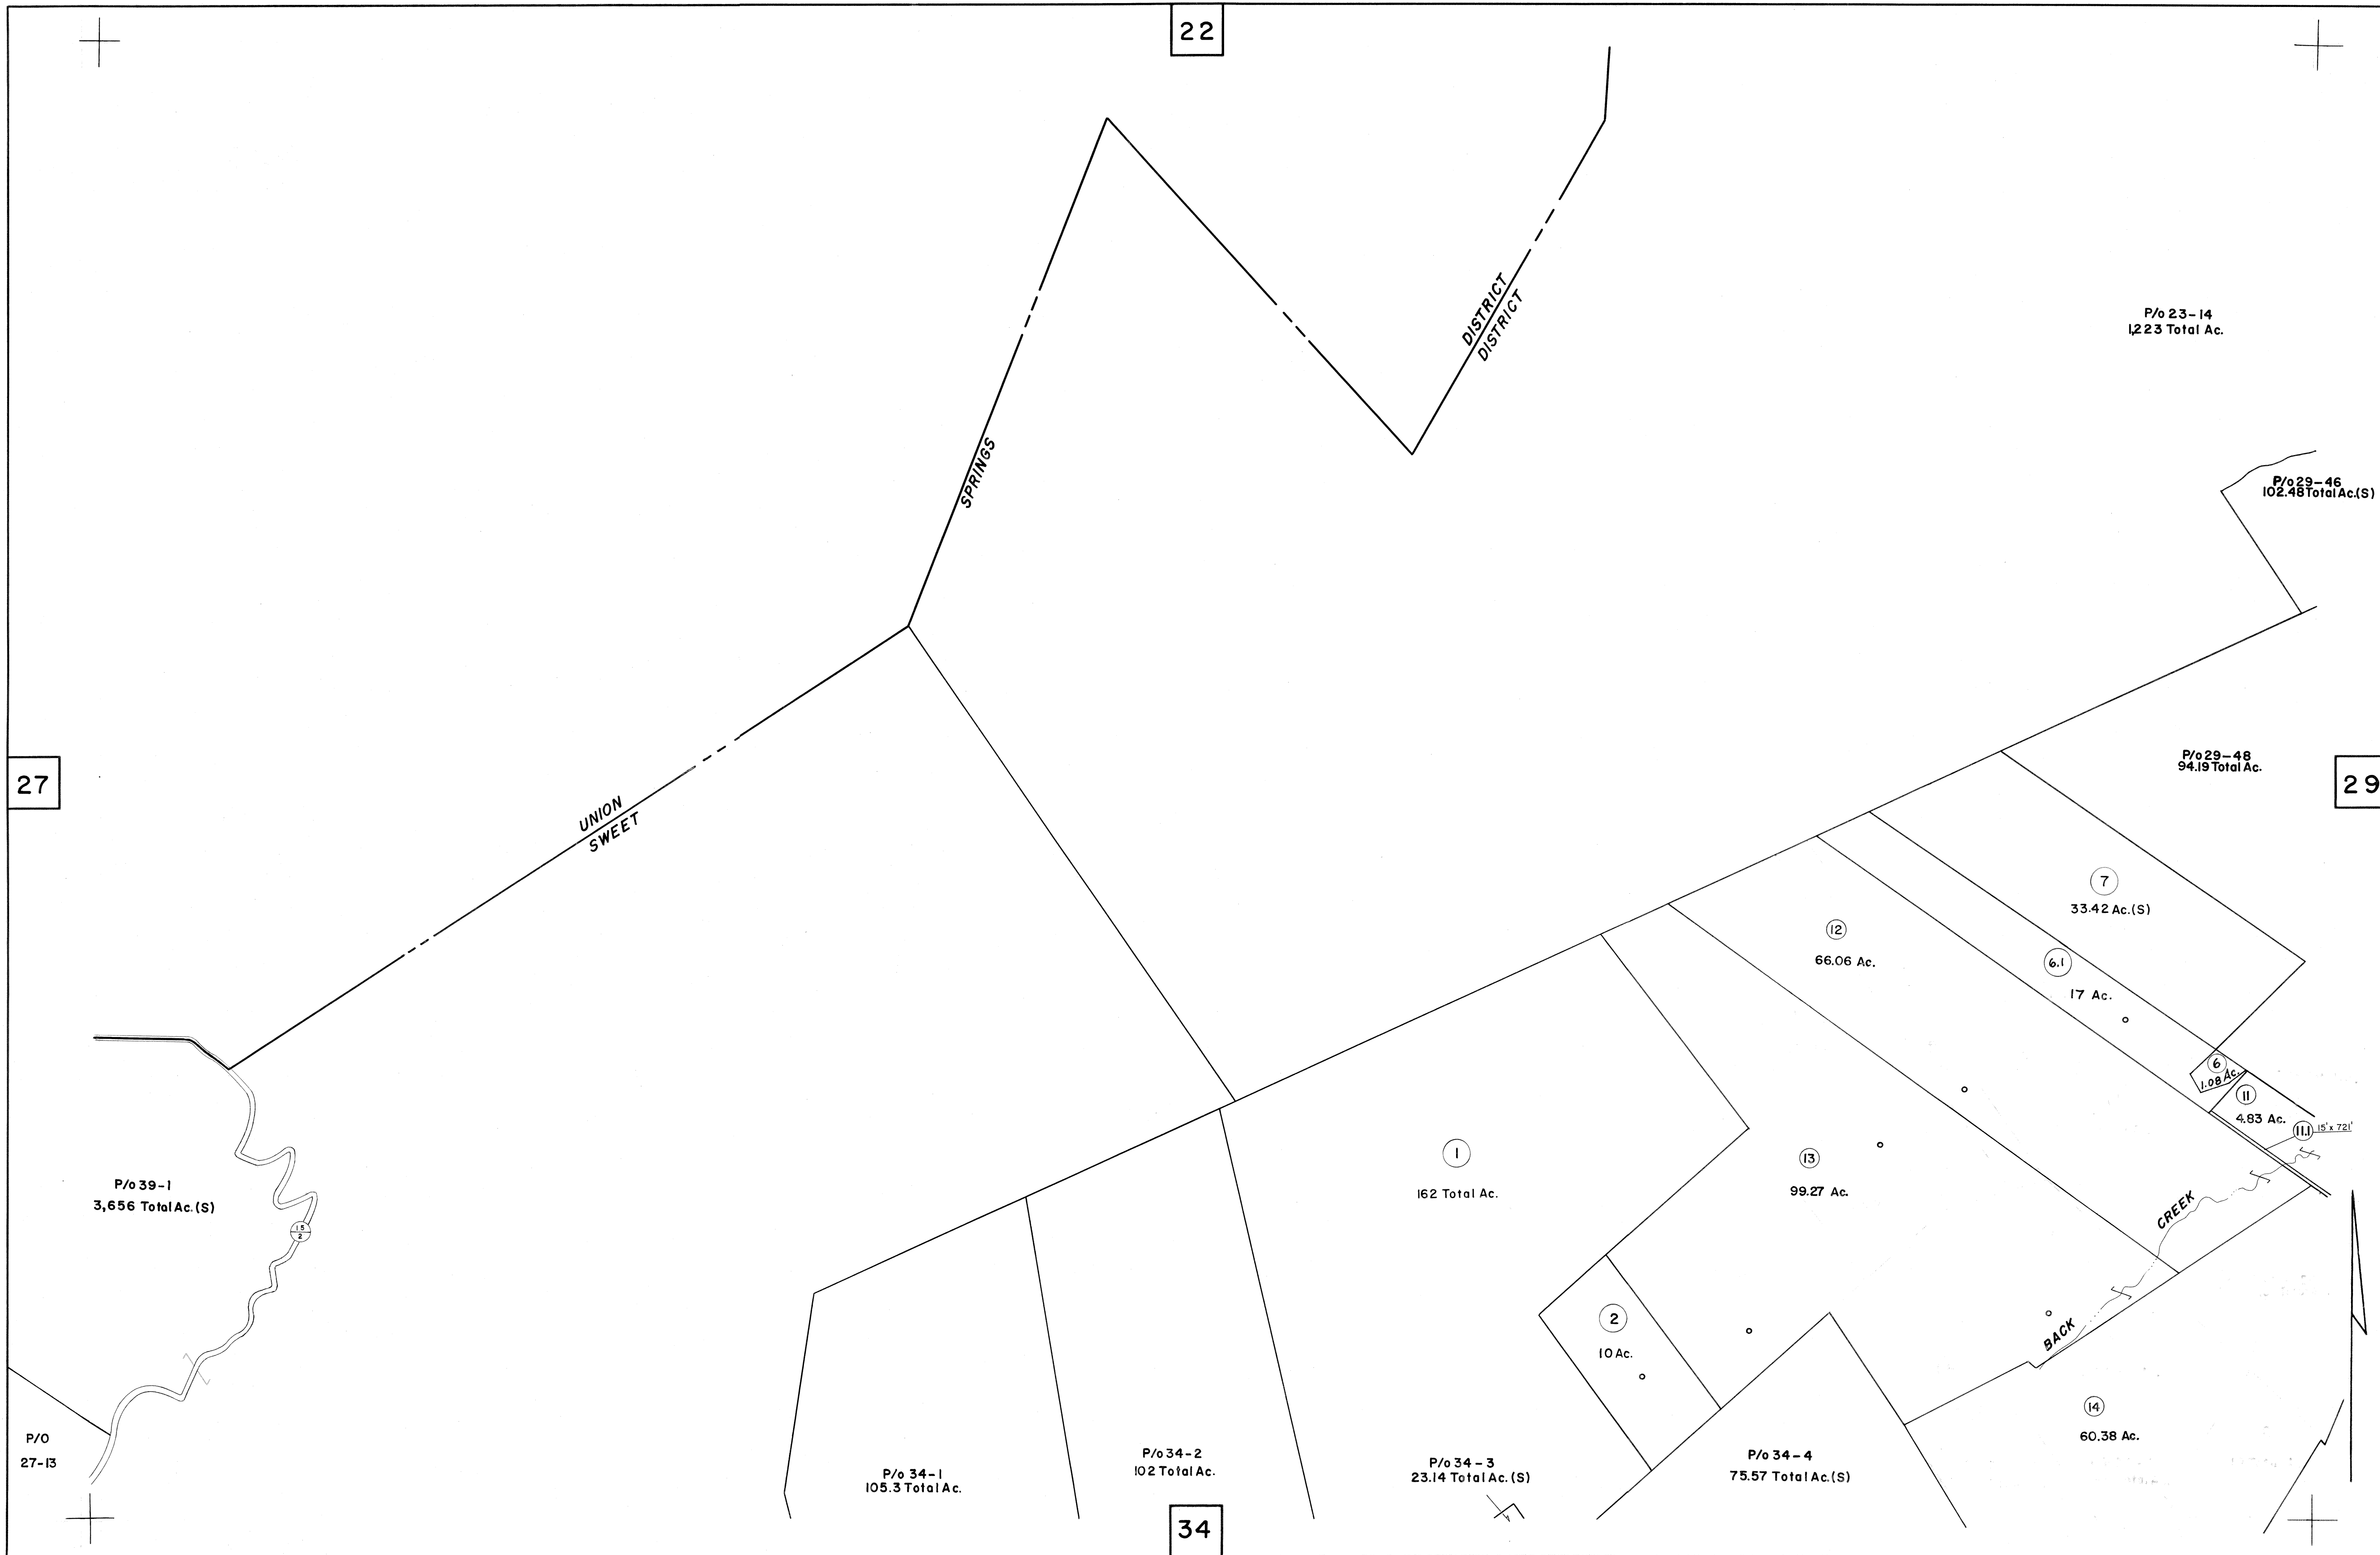 22
DISTRICT
DISTRICT
P/o 23-14
1,223 Total Ac.
SPRINGS
P/o 29-46
102.48 Total Ac.(S)
27
UNION
SWEET
P/o 29-48
94.19 Total Ac.
29
7
33.42 Ac.(S)
12
66.06 Ac.
6.1
17 Ac.
6
1.08 Ac.
11
4.83 Ac.
11.1
15' x 721'
1
162 Total Ac.
13
99.27 Ac.
P/o 39-1
3,656 Total Ac.(S)
15
2
CREEK
BACK
2
10 Ac.
14
60.38 Ac.
P/O
27-13
P/o 34-1
105.3 Total Ac.
P/o 34-2
102 Total Ac.
P/o 34-3
23.14 Total Ac.(S)
P/o 34-4
75.57 Total Ac.(S)
34